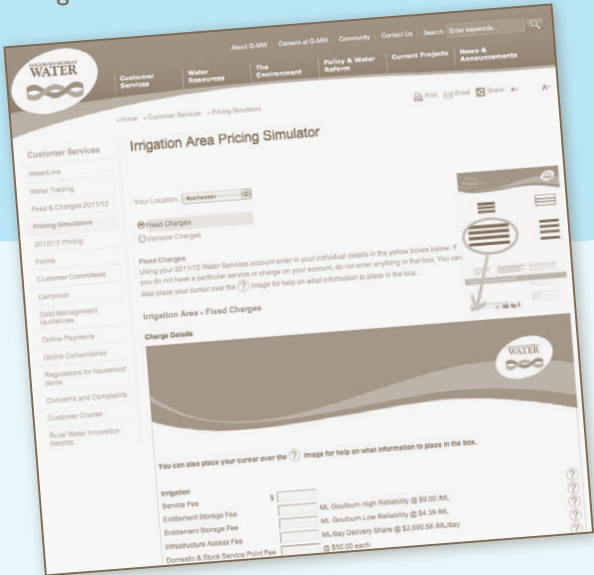 GOULBURN-MURRAY
WATER
About G-MW Careers at G-MW Community Contact Us Search Enter keywords...
Customer Services
Water Resources
The Environment
Policy & Water Reform
Current Projects
News & Announcements
» Home » Customer Services » Pricing Simulators
Print Email Share A- A+
Customer Services
WaterLine
Water Trading
Fees & Charges 2011/12
Pricing Simulators
2012/13 Pricing
Forms
Customer Committees
Carryover
Debt Management
Guidelines
Online Payments
Online Convenience
Regulations for household
dams
Concerns and Complaints
Customer Charter
Rural Water Innovation
Awards
Irrigation Area Pricing Simulator
Your Location: Rochester
Fixed Charges
Variable Charges
Fixed Charges
Using your 2011/12 Water Services account enter in your individual details in the yellow boxes below. If
you do not have a particular service or charge on your account, do not enter anything in that box. You can
also place your cursor over the ? image for help on what information to place in the box.
Irrigation Area - Fixed Charges
Charge Details
GOULBURN-MURRAY
WATER
You can also place your cursor over the ? image for help on what information to place in the box.
Irrigation
Service Fee $ ?
Entitlement Storage Fee ML Goulburn High Reliability @ $9.00 /ML ?
Entitlement Storage Fee ML Goulburn Low Reliability @ $4.39 /ML ?
Infrastructure Access Fee ML/day Delivery Share @ $2,590.56 /ML/day ?
Domestic & Stock Service Point Fee @ $50.00 each ?